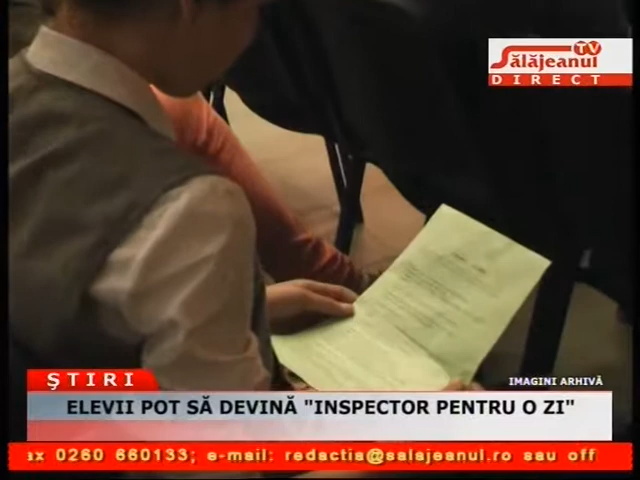 Sălăjeanul TV
DIRECT
ŞTIRI
IMAGINI ARHIVĂ
ELEVII POT SĂ DEVINĂ "INSPECTOR PENTRU O ZI"
ax 0260 660133; e-mail: redactia@salajeanul.ro sau off